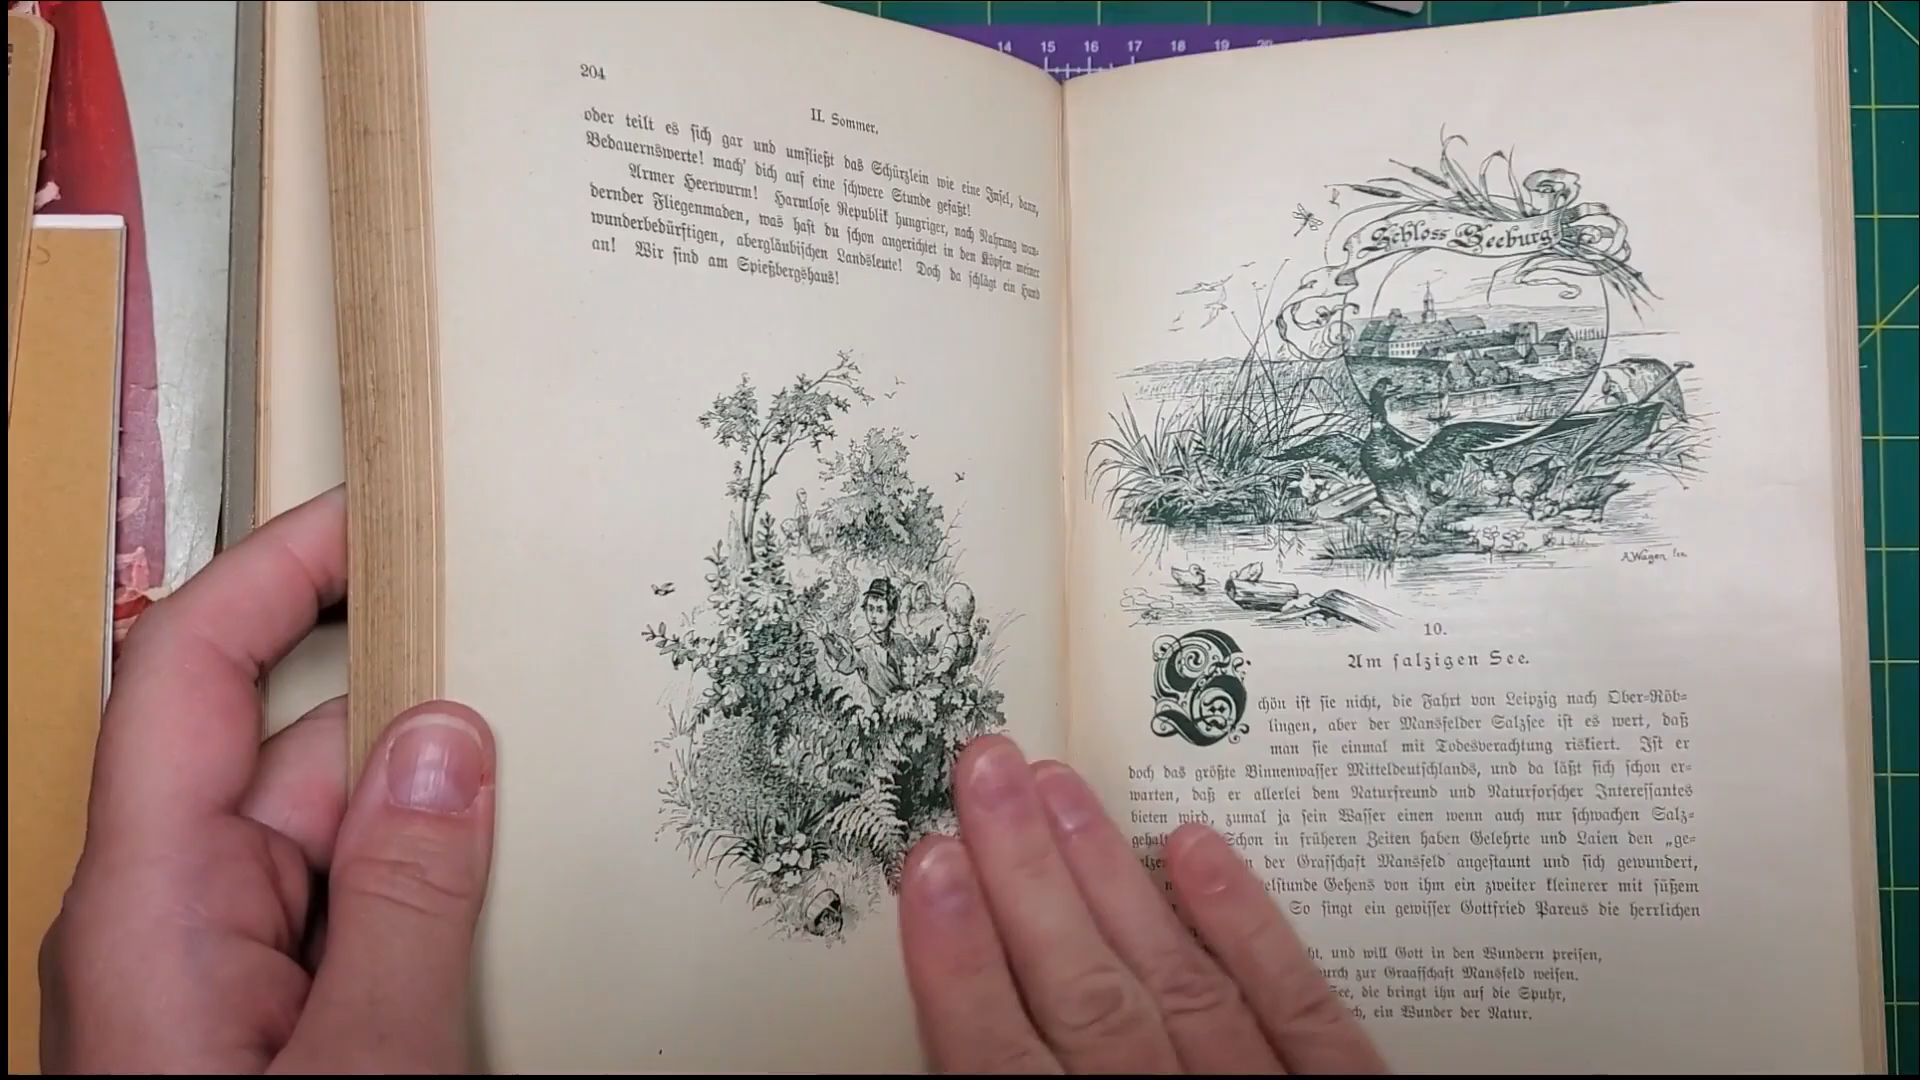 14 15 16 17 18 19 20
204
II. Sommer.
oder teilt es ſich gar und umfließt das Schürzlein wie eine Inſel, dann,
Bedauernswerte! mach' dich auf eine ſchwere Stunde gefaßt!
Armer Heerwurm! Harmloſe Republik hungriger, nach Nahrung wan-
dernder Fliegenmaden, was haſt du ſchon angerichtet in den Köpfen meiner
wunderbedürftigen, abergläubiſchen Landsleute! Doch da ſchlägt ein Hund
an! Wir ſind am Spießbergshaus!
Schloss Seeburg
A. Wagen
10.
Am ſalzigen See.
Schön iſt ſie nicht, die Fahrt von Leipzig nach Ober-Röb-
lingen, aber der Mansfelder Salzſee iſt es wert, daß
man ſie einmal mit Todesverachtung riskiert. Iſt er
doch das größte Binnenwaſſer Mitteldeutſchlands, und da läßt ſich ſchon er-
warten, daß er allerlei dem Naturfreund und Naturforſcher Intereſſantes
bieten wird, zumal ja ſein Waſſer einen wenn auch nur ſchwachen Salz-
gehalt Schon in früheren Zeiten haben Gelehrte und Laien den „ge-
der Grafſchaft Mansfeld angeſtaunt und ſich gewundert,
Gehens von ihm ein zweiter kleinerer mit ſüßem
So ſingt ein gewiſſer Gottfried Pareus die herrlichen
und will Gott in den Wundern preiſen,
zur Graafſchaft Mansfeld weiſen.
See, die bringt ihn auf die Spuhr,
ein Wunder der Natur.